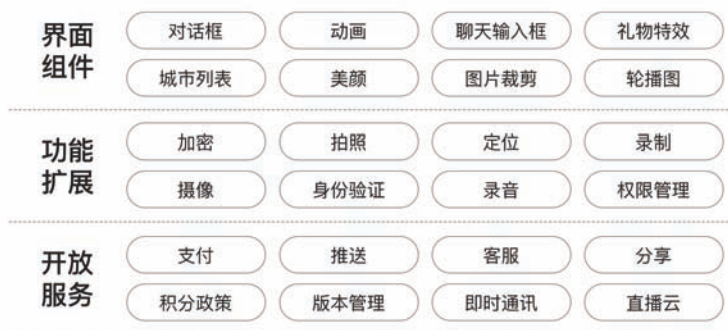 界面
组件
对话框 动画 聊天输入框 礼物特效
城市列表 美颜 图片裁剪 轮播图
功能
扩展
加密 拍照 定位 录制
摄像 身份验证 录音 权限管理
开放
服务
支付 推送 客服 分享
积分政策 版本管理 即时通讯 直播云